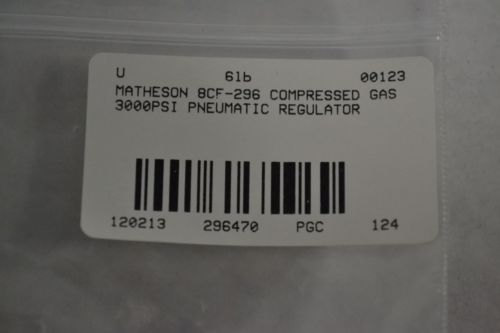 U 61b 00123
MATHESON 8CF-296 COMPRESSED GAS
3000PSI PNEUMATIC REGULATOR
120213 296470 PGC 124